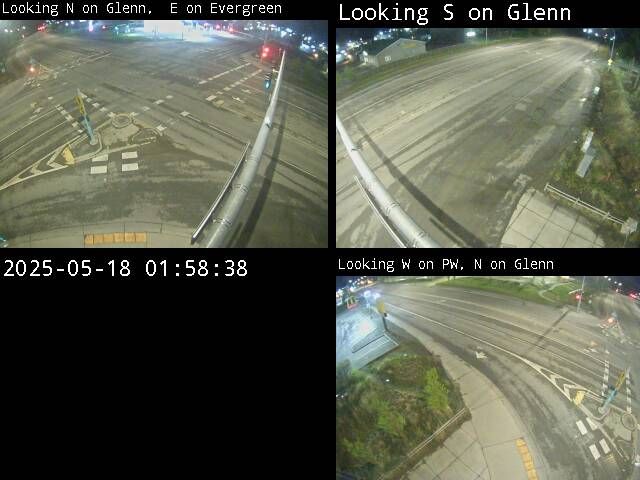 Looking N on Glenn,  E on Evergreen
Looking S on Glenn
2025-05-18 01:58:38
Looking W on PW, N on Glenn